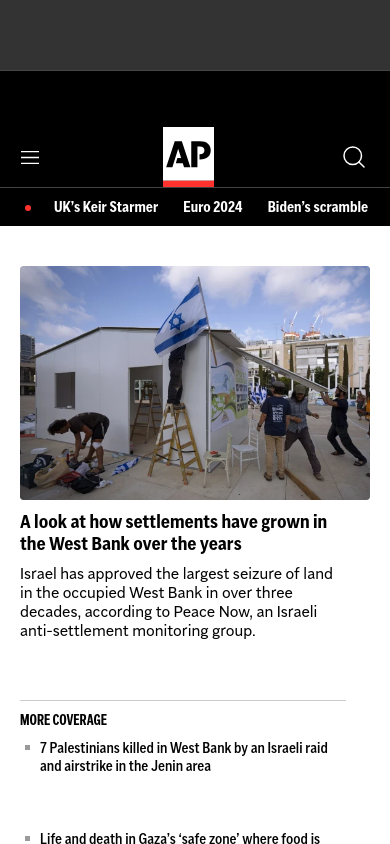 AP
UK's Keir Starmer
Euro 2024
Biden's scramble
A look at how settlements have grown in
the West Bank over the years
Israel has approved the largest seizure of land
in the occupied West Bank in over three
decades, according to Peace Now, an Israeli
anti-settlement monitoring group.
MORE COVERAGE
7 Palestinians killed in West Bank by an Israeli raid
and airstrike in the Jenin area
Life and death in Gaza's ‘safe zone’ where food is